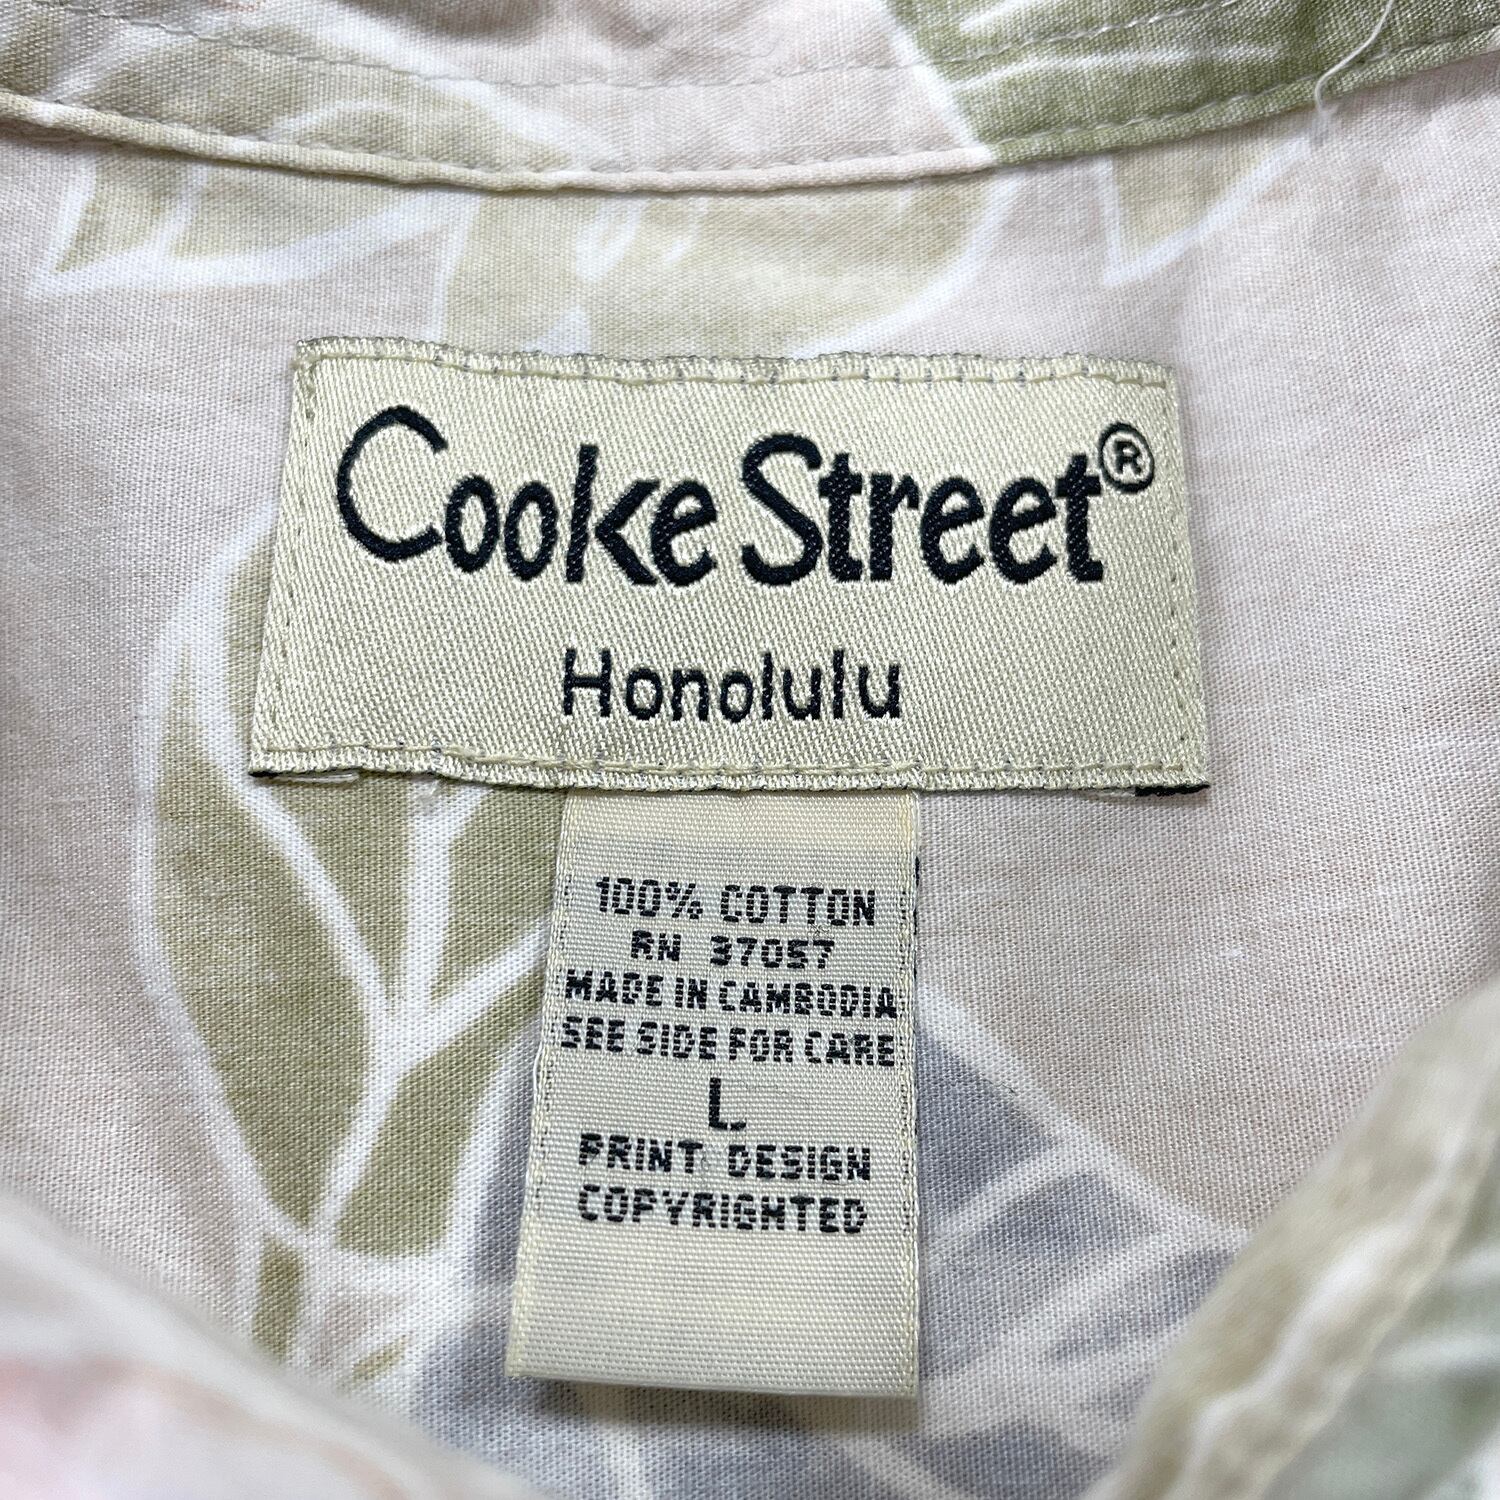 Cooke Street®
Honolulu
100% COTTON
RN 37057
MADE IN CAMBODIA
SEE SIDE FOR CARE
L
PRINT DESIGN
COPYRIGHTED